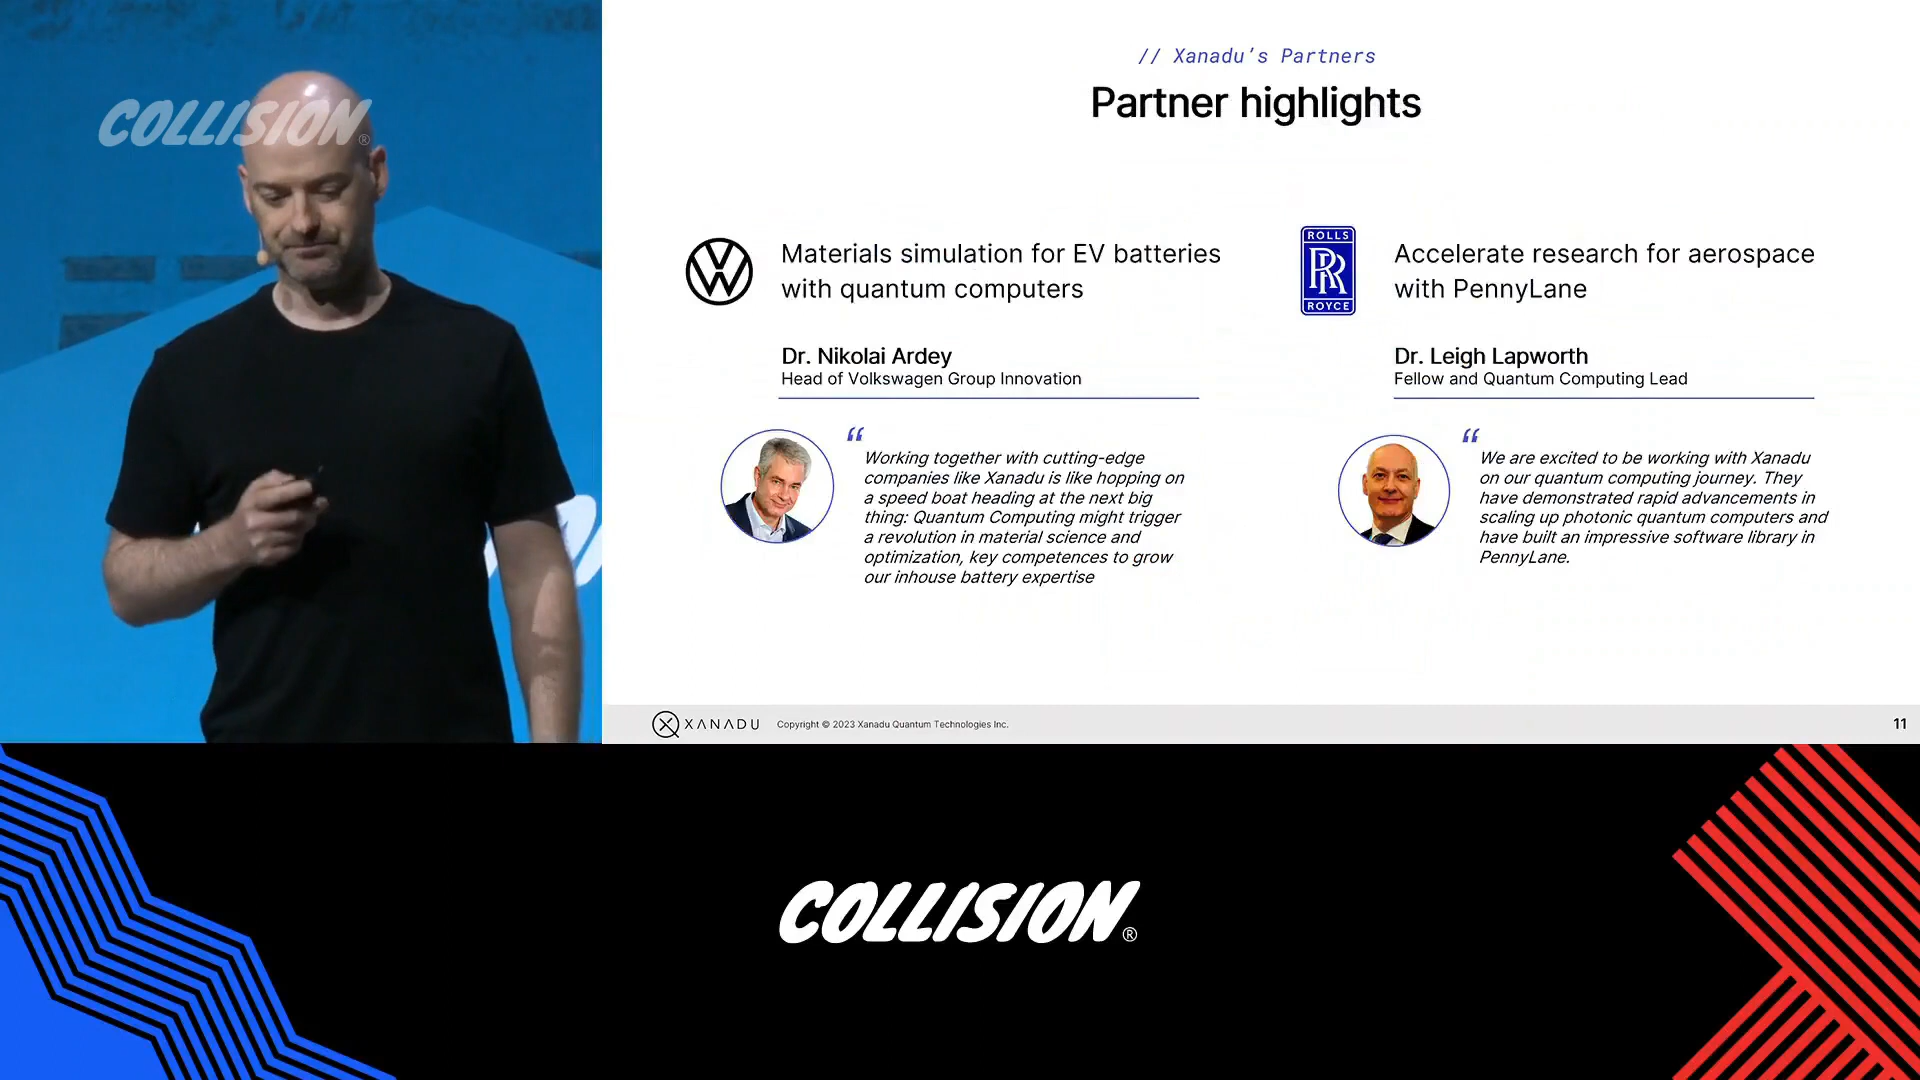 COLLISION®
// Xanadu's Partners
Partner highlights
Materials simulation for EV batteries
with quantum computers
Dr. Nikolai Ardey
Head of Volkswagen Group Innovation
“
Working together with cutting-edge
companies like Xanadu is like hopping on
a speed boat heading at the next big
thing: Quantum Computing might trigger
a revolution in material science and
optimization, key competences to grow
our inhouse battery expertise
ROLLS
RR
ROYCE
Accelerate research for aerospace
with PennyLane
Dr. Leigh Lapworth
Fellow and Quantum Computing Lead
“
We are excited to be working with Xanadu
on our quantum computing journey. They
have demonstrated rapid advancements in
scaling up photonic quantum computers and
have built an impressive software library in
PennyLane.
XANADU
Copyright © 2023 Xanadu Quantum Technologies Inc.
11
COLLISION®